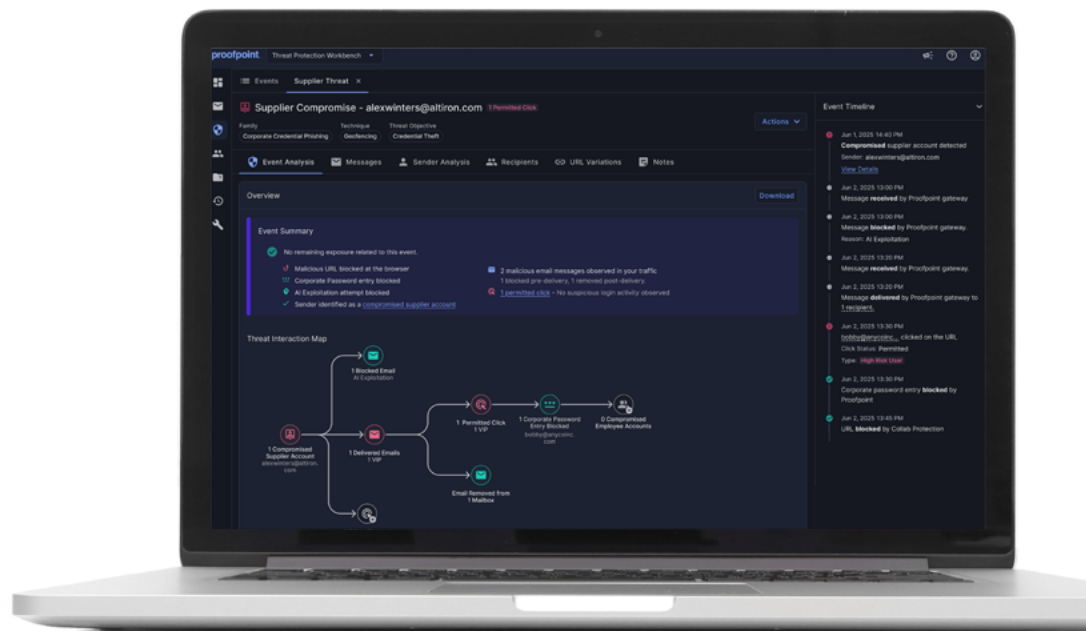 proofpoint.
Threat Protection Workbench
Events
Supplier Threat ×
Supplier Compromise - alexwinters@altiron.com 1 Permitted Click
Actions
Family
Technique
Threat Objective
Corporate Credential Phishing
Geofencing
Credential Theft
Event Analysis
Messages
Sender Analysis
Recipients
URL Variations
Notes
Overview
Download
Event Summary
No remaining exposure related to this event.
Malicious URL blocked at the browser
Corporate Password entry blocked
AI Exploitation attempt blocked
Sender identified as a compromised supplier account
2 malicious email messages observed in your traffic
1 blocked pre-delivery, 1 removed post-delivery.
1 permitted click - No suspicious login activity observed
Threat Interaction Map
1 Blocked Email
AI Exploitation
1 Compromised
Supplier Account
alexwinters@altiron.
com
1 Delivered Emails
1 VIP
1 Permitted Click
1 VIP
1 Corporate Password
Entry Blocked
bobby@anycoinc.
com
0 Compromised
Employee Accounts
Email Removed from
1 Mailbox
Event Timeline
Jun 1, 2025 14:40 PM
Compromised supplier account detected
Sender: alexwinters@altiron.com
View Details
Jun 2, 2025 13:00 PM
Message received by Proofpoint gateway
Jun 2, 2025 13:00 PM
Message blocked by Proofpoint gateway.
Reason: AI Exploitation
Jun 2, 2025 13:20 PM
Message received by Proofpoint gateway.
Jun 2, 2025 13:20 PM
Message delivered by Proofpoint gateway to
1 recipient.
Jun 2, 2025 13:30 PM
bobby@anycoinc... clicked on the URL
Click Status: Permitted
Type: High Risk User
Jun 2, 2025 13:30 PM
Corporate password entry blocked by
Proofpoint
Jun 2, 2025 13:45 PM
URL blocked by Collab Protection